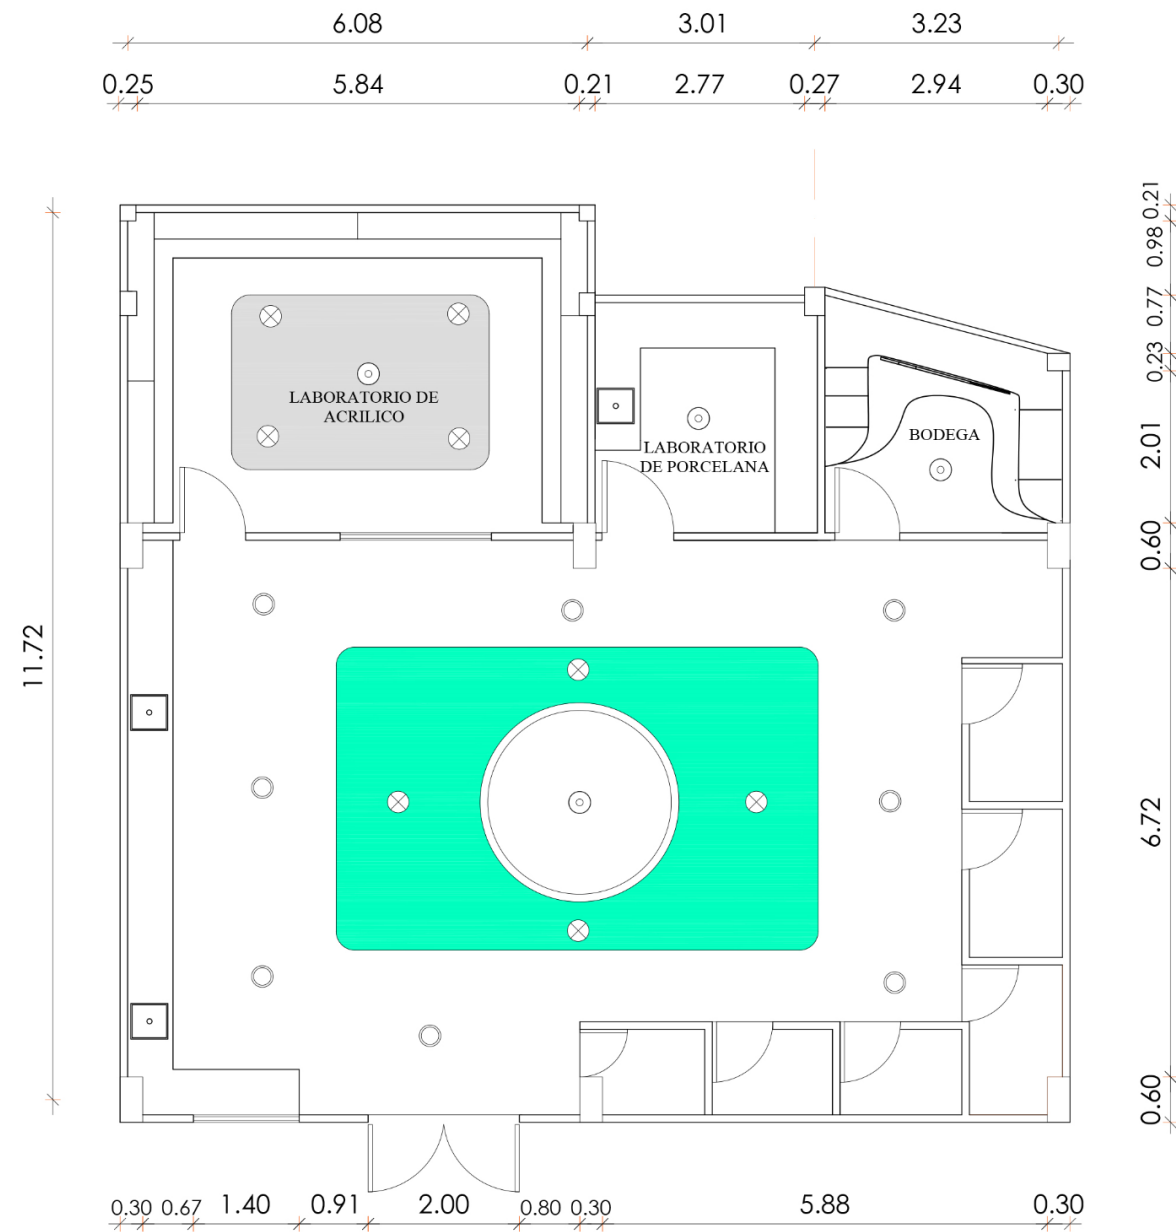 6.08 3.01 3.23
0.25 5.84 0.21 2.77 0.27 2.94 0.30
0.21
0.98
0.77
0.23
2.01
0.60
6.72
0.60
11.72
LABORATORIO DE
ACRILICO
LABORATORIO
DE PORCELANA
BODEGA
0.30 0.67 1.40 0.91 2.00 0.80 0.30 5.88 0.30